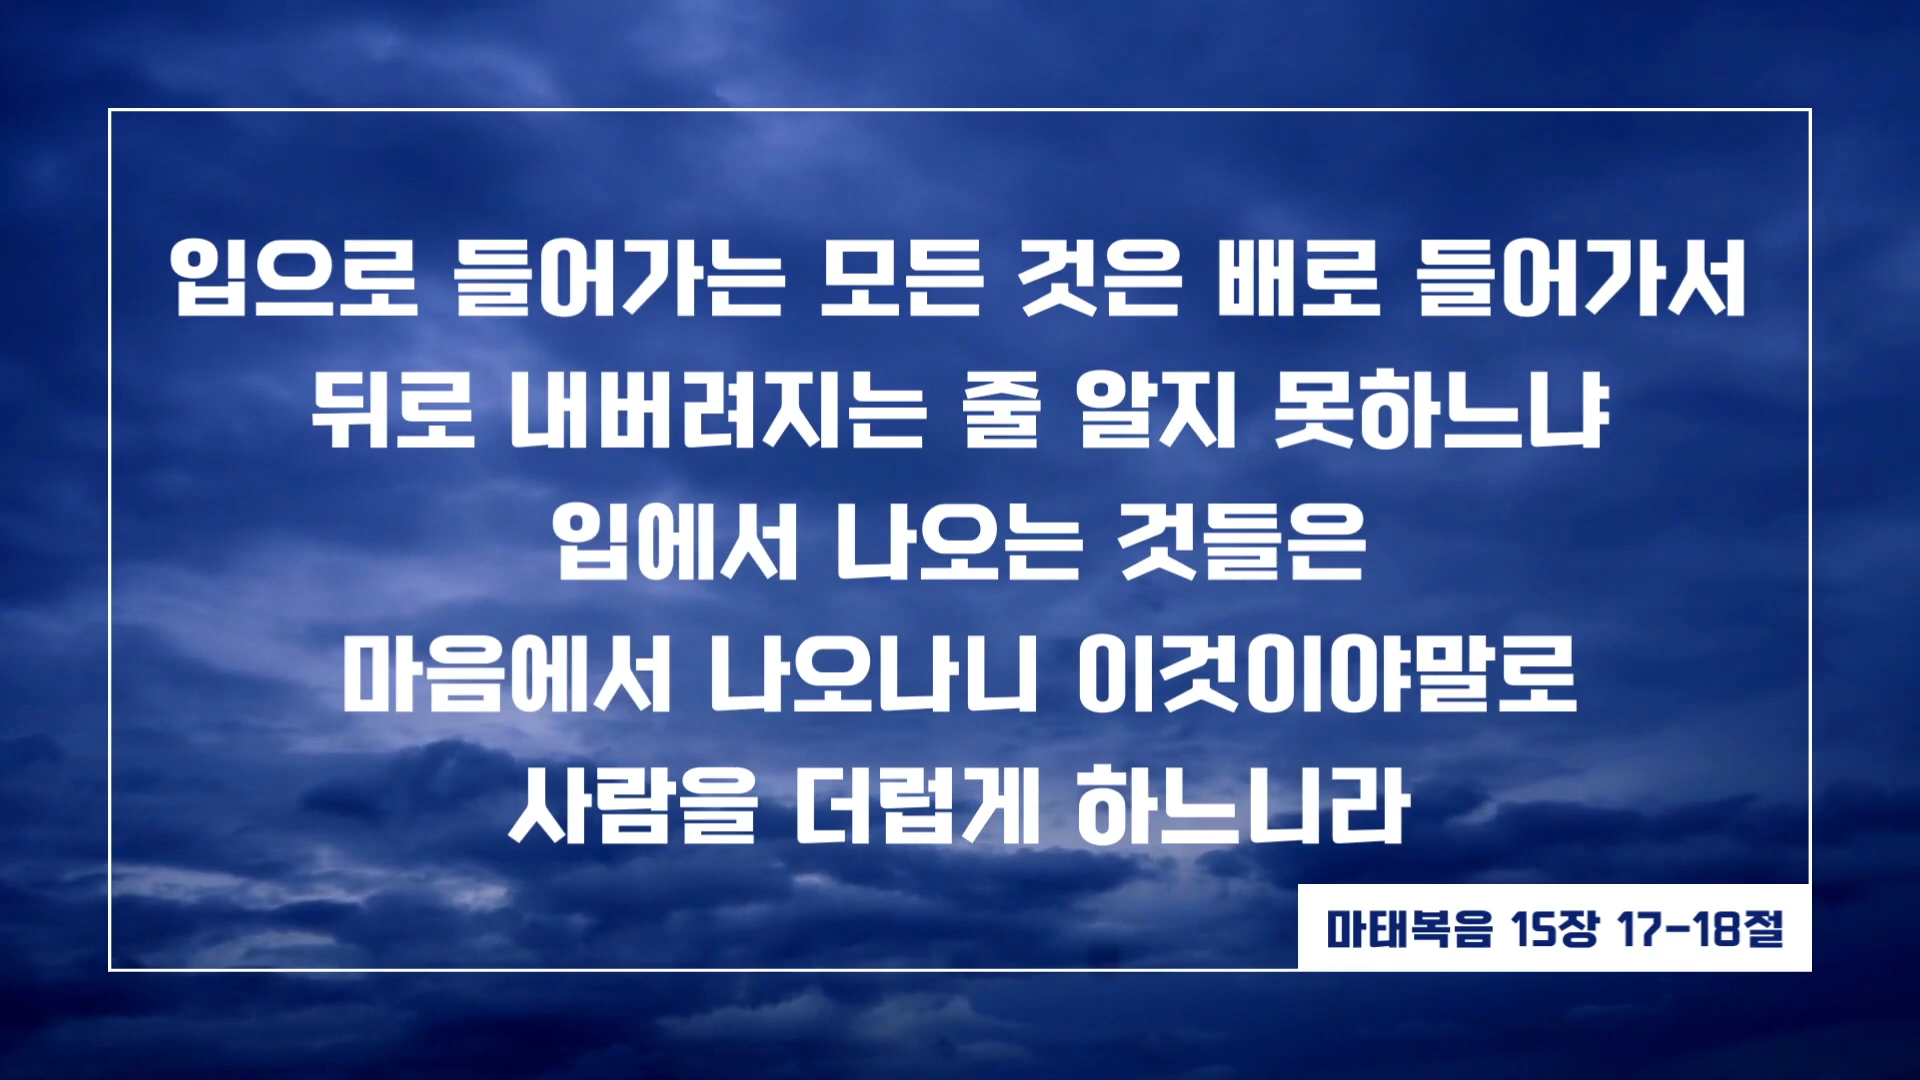 입으로 들어가는 모든 것은 배로 들어가서
뒤로 내버려지는 줄 알지 못하느냐
입에서 나오는 것들은
마음에서 나오나니 이것이야말로
사람을 더럽게 하느니라
마태복음 15장 17-18절